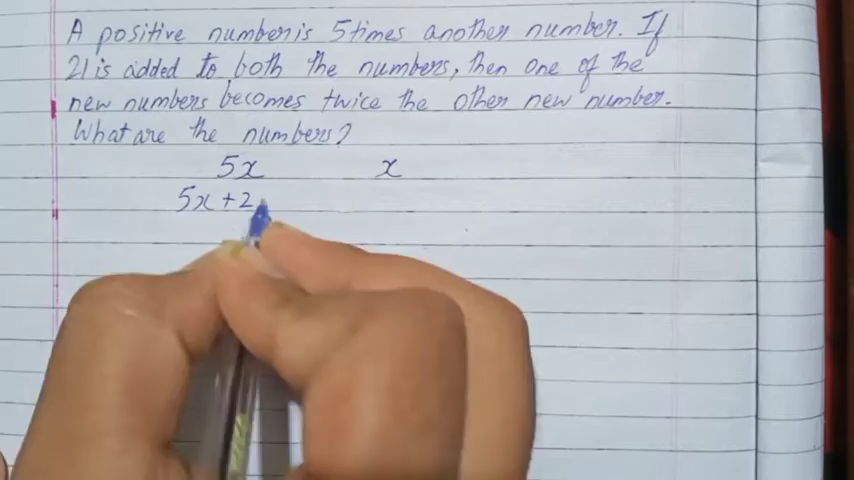 A positive number is 5 times another number. If
21 is added to both the numbers, then one of the
new numbers becomes twice the other new number.
What are the numbers?
5x x
5x + 2